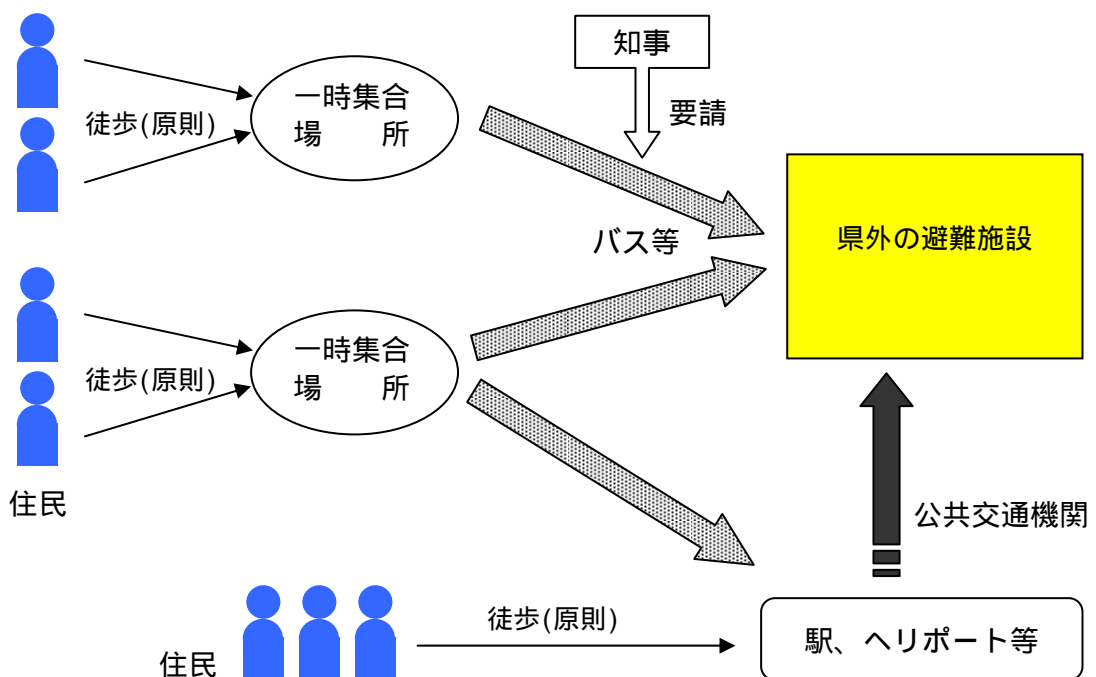 知事
要請
一時集合
場　　所
徒歩(原則)
バス等
県外の避難施設
一時集合
場　　所
徒歩(原則)
住民
公共交通機関
徒歩(原則)
駅、ヘリポート等
住民